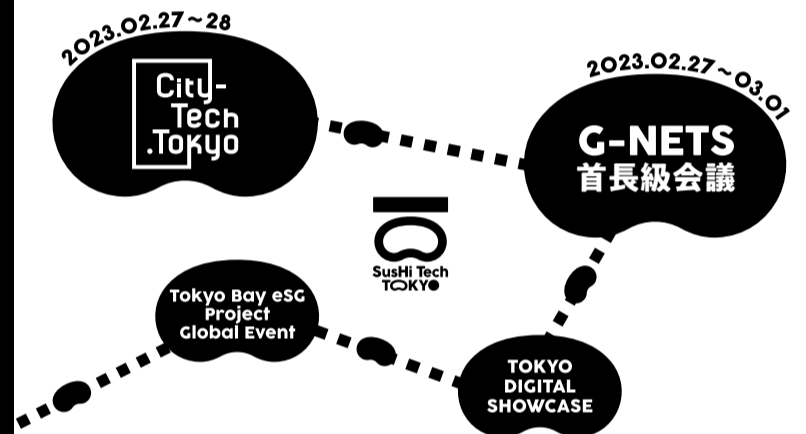 2023.02.27~28
City-
Tech
.Tokyo
2023.02.27~03.01
G-NETS
首長級会議
SusHi Tech
TOKYO
Tokyo Bay eSG
Project
Global Event
TOKYO
DIGITAL
SHOWCASE